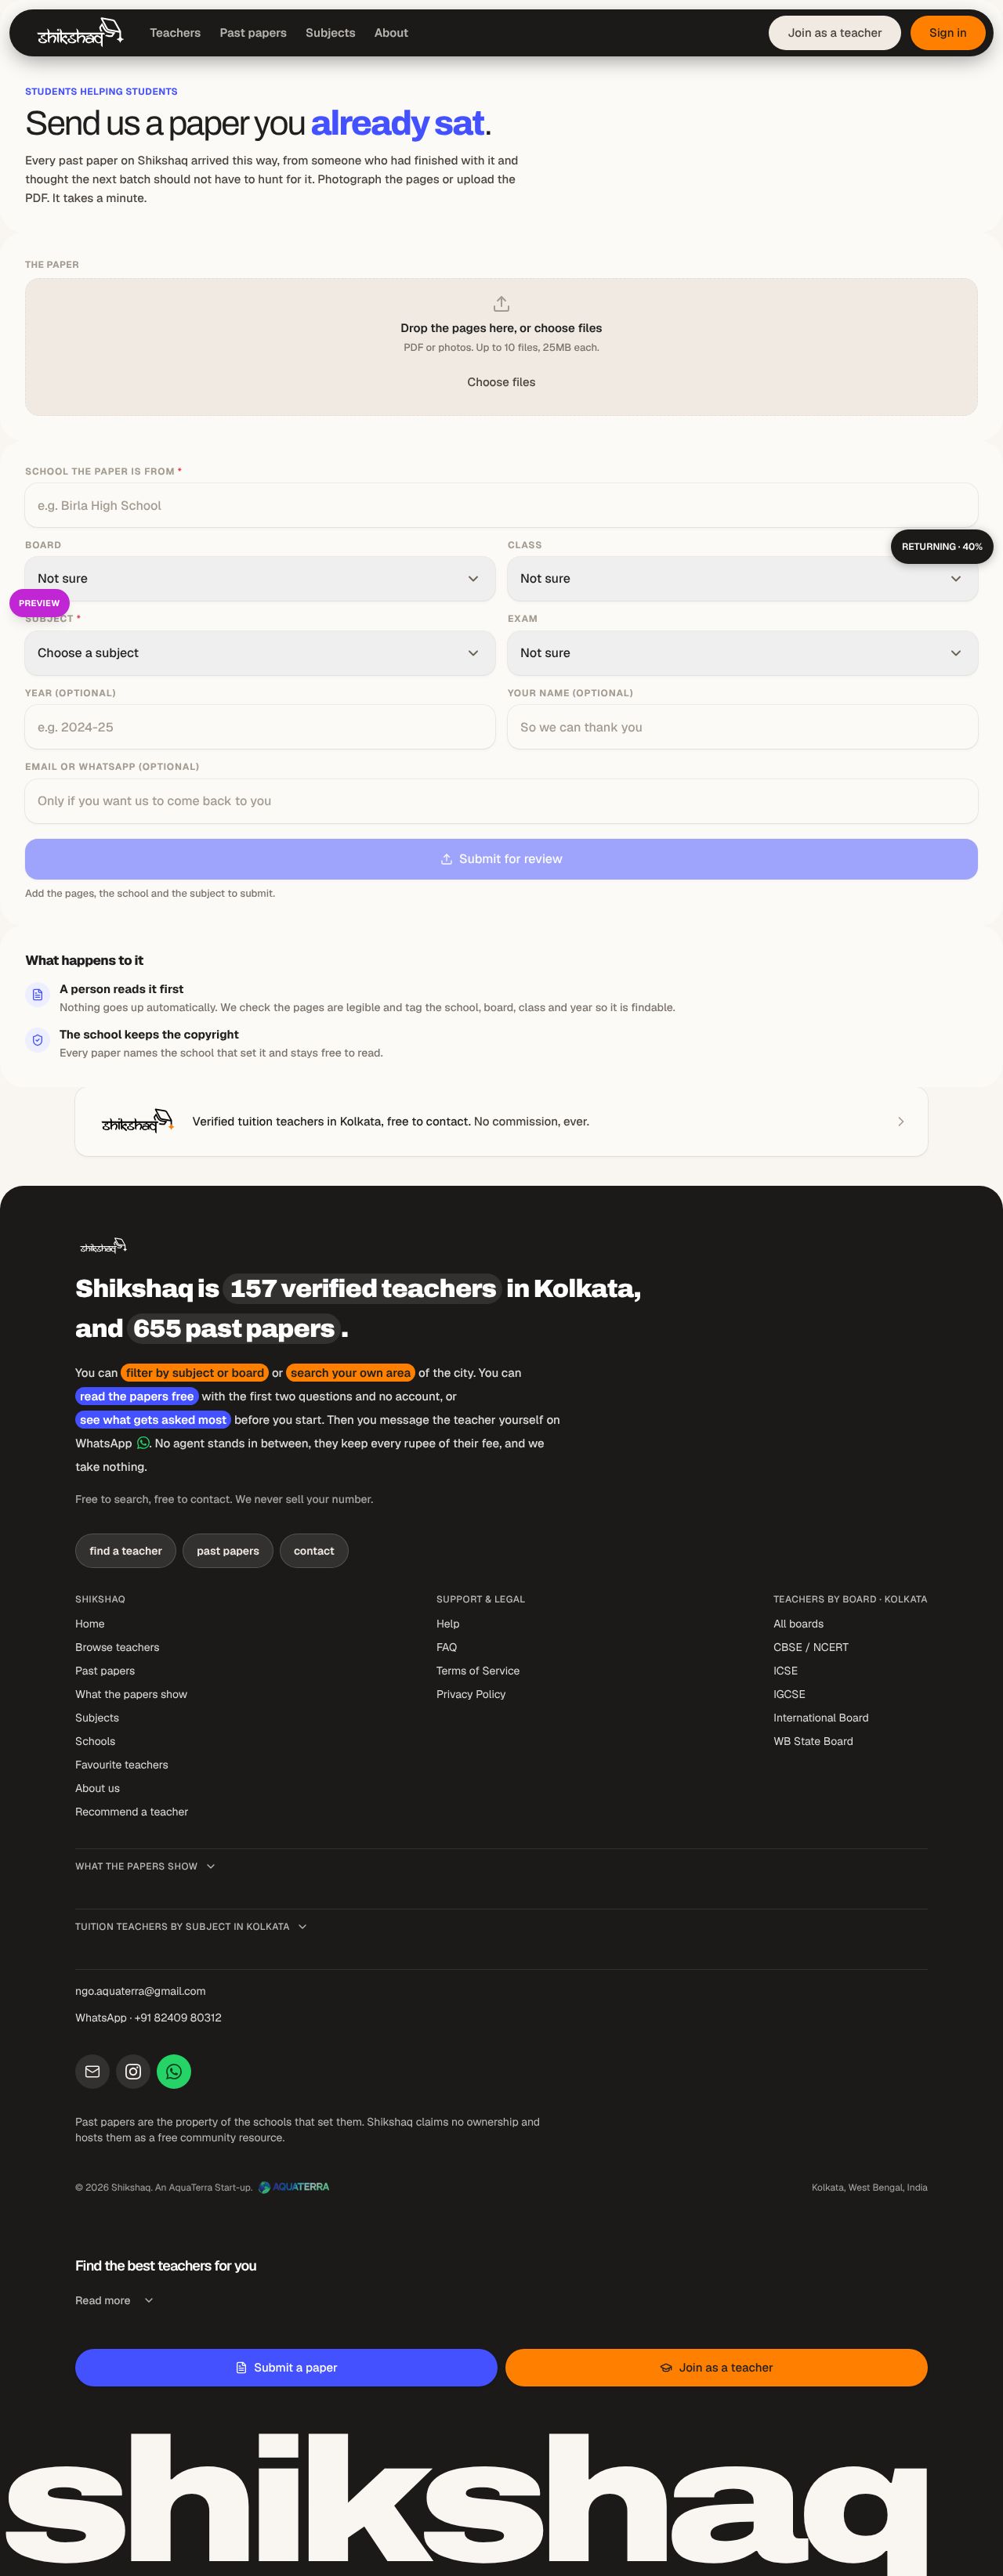 shikshaq
Teachers
Past papers
Subjects
About
Join as a teacher
Sign in
STUDENTS HELPING STUDENTS
Send us a paper you already sat.
Every past paper on Shikshaq arrived this way, from someone who had finished with it and
thought the next batch should not have to hunt for it. Photograph the pages or upload the
PDF. It takes a minute.
THE PAPER
Drop the pages here, or choose files
PDF or photos. Up to 10 files, 25MB each.
Choose files
SCHOOL THE PAPER IS FROM *
e.g. Birla High School
BOARD
CLASS
RETURNING · 40%
Not sure
Not sure
PREVIEW
SUBJECT *
EXAM
Choose a subject
Not sure
YEAR (OPTIONAL)
YOUR NAME (OPTIONAL)
e.g. 2024-25
So we can thank you
EMAIL OR WHATSAPP (OPTIONAL)
Only if you want us to come back to you
Submit for review
Add the pages, the school and the subject to submit.
What happens to it
A person reads it first
Nothing goes up automatically. We check the pages are legible and tag the school, board, class and year so it is findable.
The school keeps the copyright
Every paper names the school that set it and stays free to read.
shikshaq
Verified tuition teachers in Kolkata, free to contact. No commission, ever.
shikshaq
Shikshaq is 157 verified teachers in Kolkata,
and 655 past papers.
You can filter by subject or board or search your own area of the city. You can
read the papers free with the first two questions and no account, or
see what gets asked most before you start. Then you message the teacher yourself on
WhatsApp . No agent stands in between, they keep every rupee of their fee, and we
take nothing.
Free to search, free to contact. We never sell your number.
find a teacher
past papers
contact
SHIKSHAQ
Home
Browse teachers
Past papers
What the papers show
Subjects
Schools
Favourite teachers
About us
Recommend a teacher
SUPPORT & LEGAL
Help
FAQ
Terms of Service
Privacy Policy
TEACHERS BY BOARD · KOLKATA
All boards
CBSE / NCERT
ICSE
IGCSE
International Board
WB State Board
WHAT THE PAPERS SHOW
TUITION TEACHERS BY SUBJECT IN KOLKATA
ngo.aquaterra@gmail.com
WhatsApp · +91 82409 80312
Past papers are the property of the schools that set them. Shikshaq claims no ownership and
hosts them as a free community resource.
© 2026 Shikshaq. An AquaTerra Start-up.
AQUATERRA
Kolkata, West Bengal, India
Find the best teachers for you
Read more
Submit a paper
Join as a teacher
shikshaq